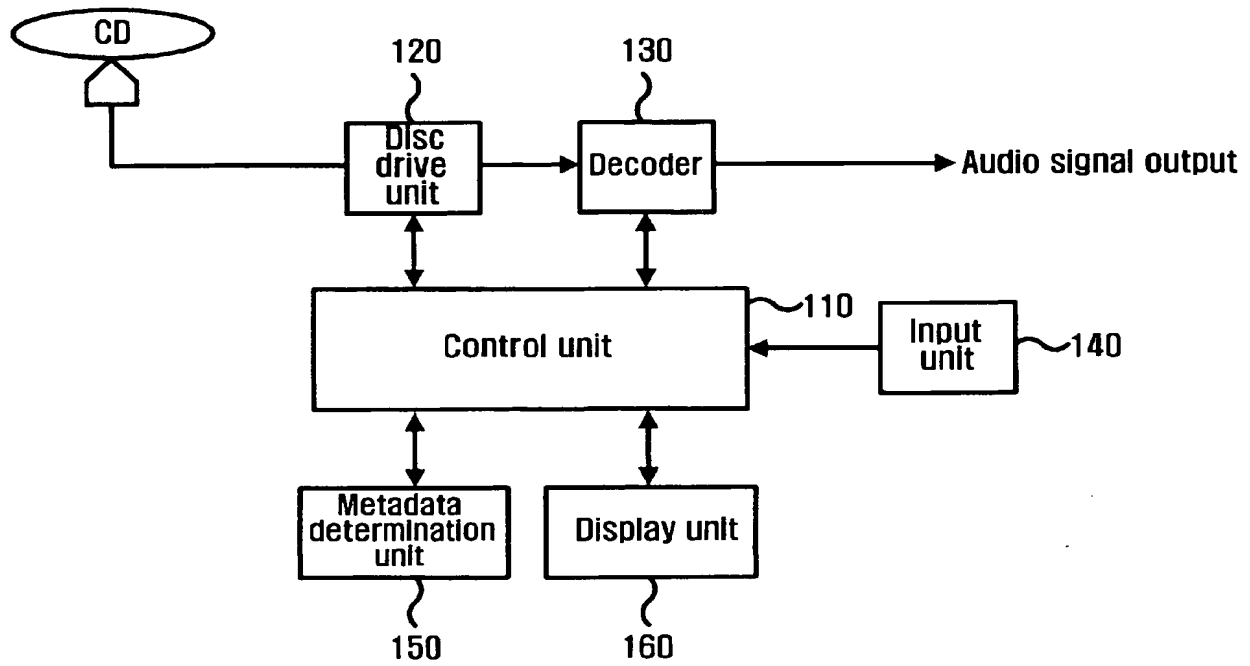 CD
120
130
Disc
drive
unit
Decoder
Audio signal output
110
Control unit
Input
unit
140
Metadata
determination
unit
Display unit
150
160